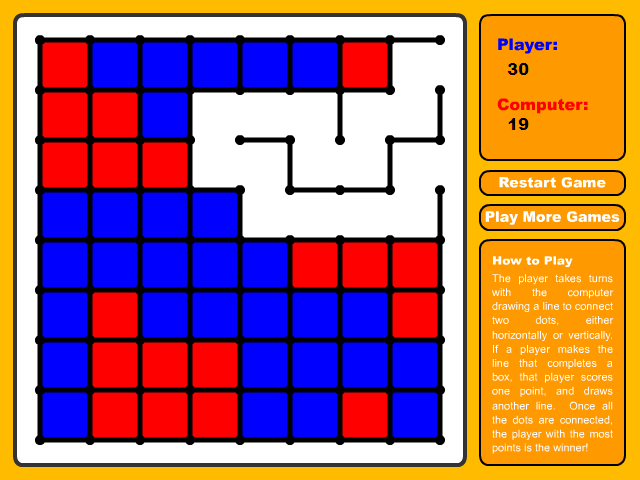 Player:
30
Computer:
19
Restart Game
Play More Games
How to Play
The player takes turns
with the computer
drawing a line to connect
two dots, either
horizontally or vertically.
If a player makes the
line that completes a
box, that player scores
one point, and draws
another line. Once all
the dots are connected,
the player with the most
points is the winner!